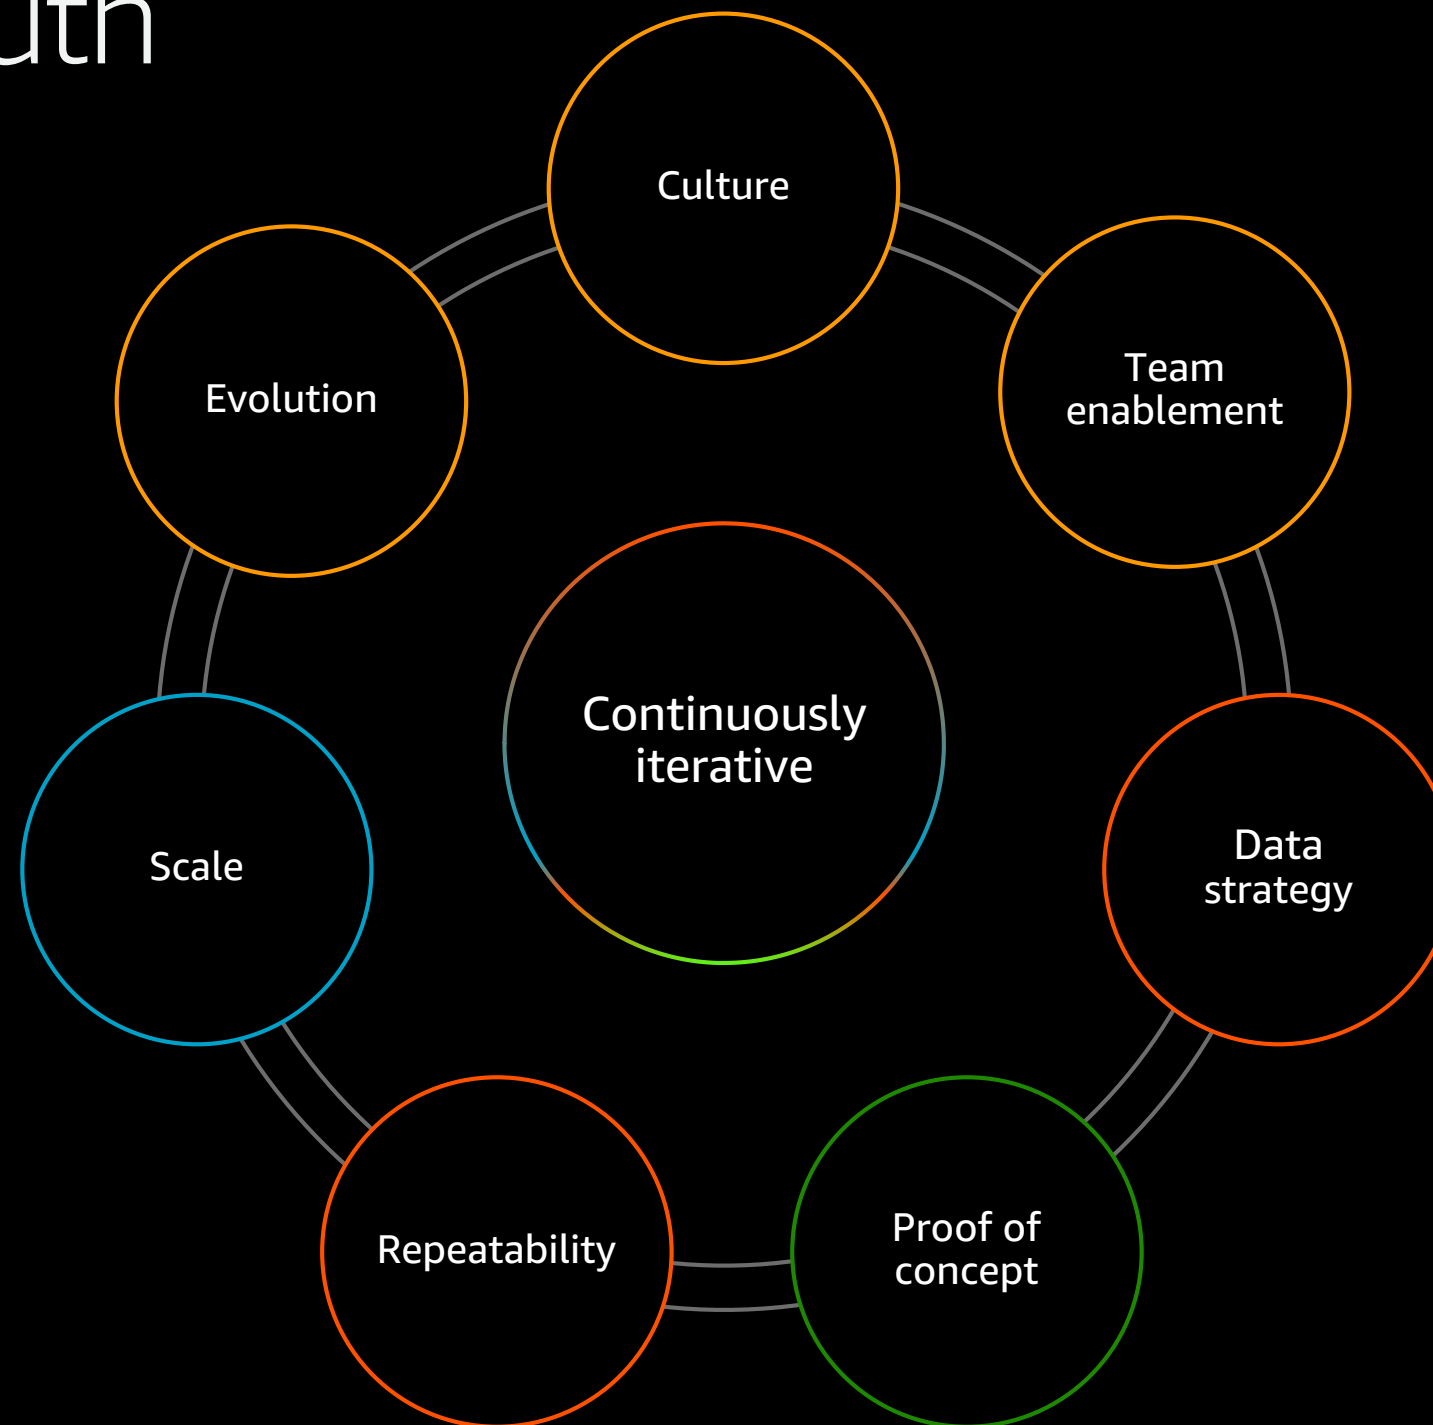 Culture
Team
enablement
Evolution
Continuously
iterative
Data
strategy
Scale
Proof of
concept
Repeatability